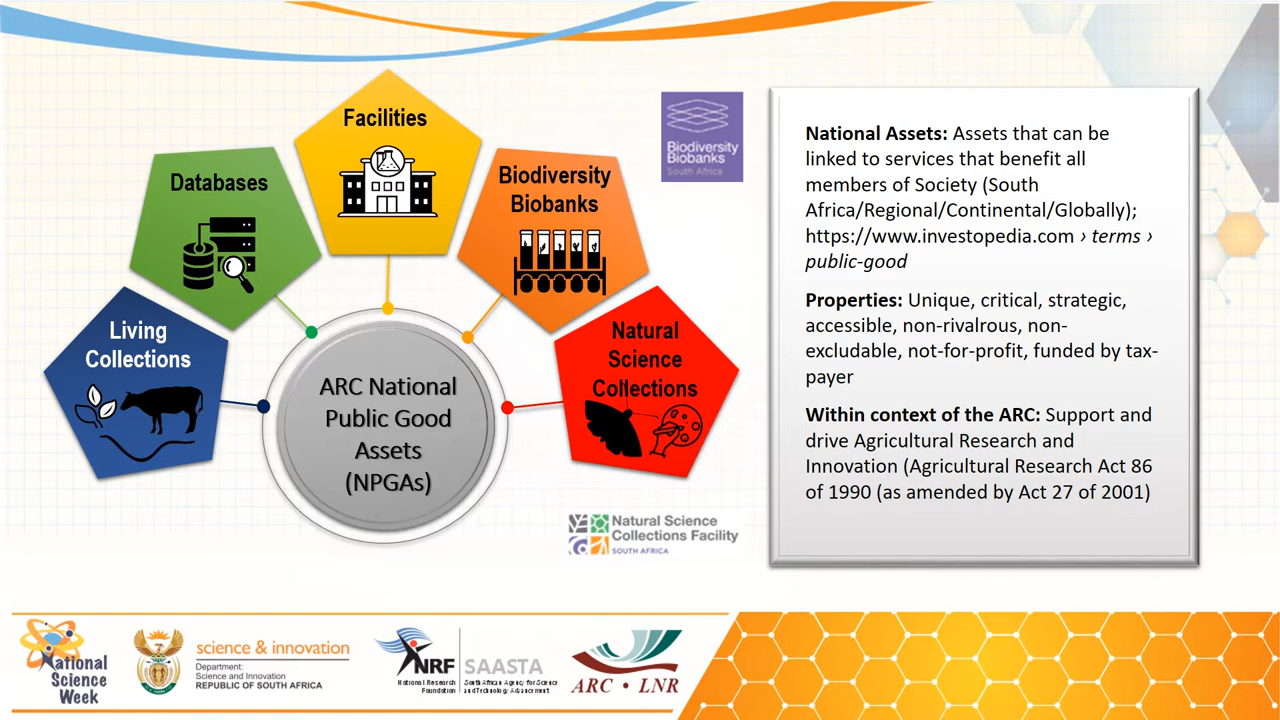 Facilities
Databases
Biodiversity
Biobanks
Living
Collections
Natural
Science
Collections
ARC National
Public Good
Assets
(NPGAs)
Biodiversity
Biobanks
South Africa
Natural Science
Collections Facility
SOUTH AFRICA
National Assets: Assets that can be
linked to services that benefit all
members of Society (South
Africa/Regional/Continental/Globally);
https://www.investopedia.com › terms ›
public-good
Properties: Unique, critical, strategic,
accessible, non-rivalrous, non-
excludable, not-for-profit, funded by tax-
payer
Within context of the ARC: Support and
drive Agricultural Research and
Innovation (Agricultural Research Act 86
of 1990 (as amended by Act 27 of 2001)
National
Science
Week
science & innovation
Department:
Science and Innovation
REPUBLIC OF SOUTH AFRICA
NRF
National Research
Foundation
SAASTA
South African Agency for Science
and Technology Advancement
ARC • LNR